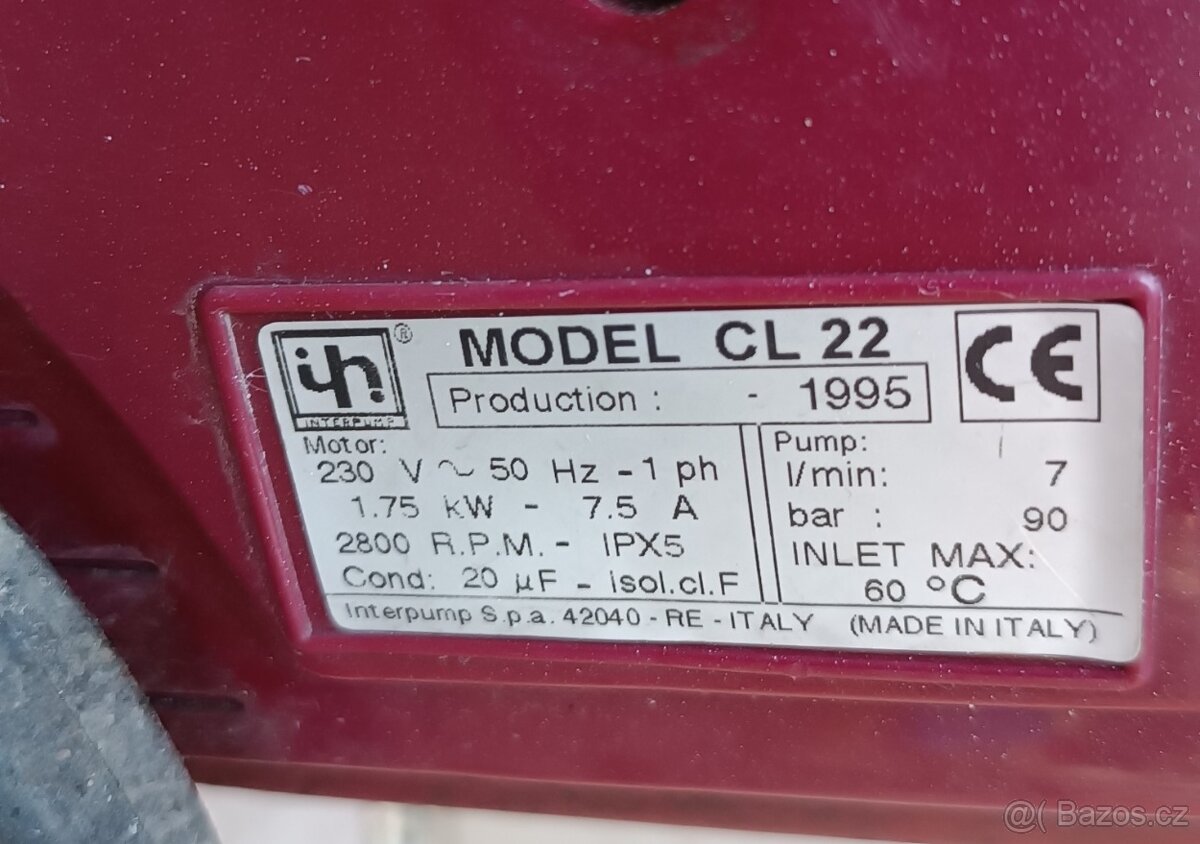 ih ®
INTERPUMP
MODEL CL 22
Production : - 1995
CE
Motor:
230 V ~ 50 Hz - 1 ph
1.75 kW - 7.5 A
2800 R.P.M. - IPX5
Cond: 20 µF - isol.cl.F
Pump:
l/min: 7
bar : 90
INLET MAX:
60 °C
Interpump S.p.a. 42040 - RE - ITALY (MADE IN ITALY)
@( Bazos.cz